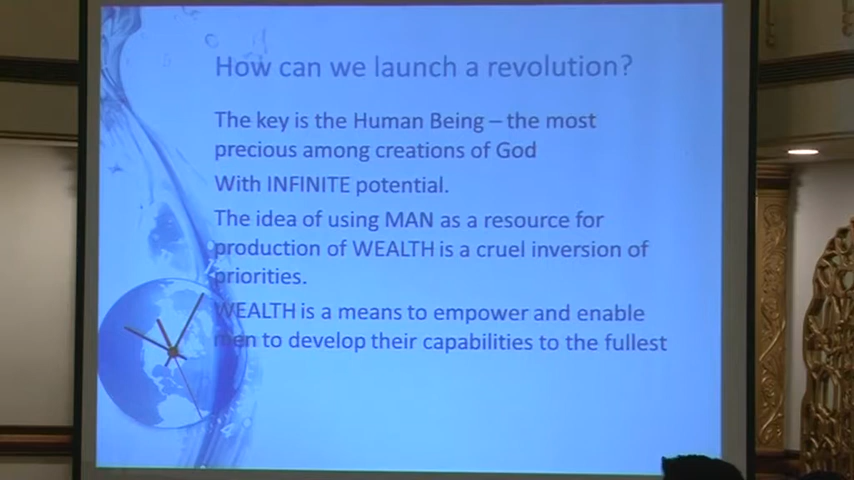 How can we launch a revolution?
The key is the Human Being – the most
precious among creations of God
With INFINITE potential.
The idea of using MAN as a resource for
production of WEALTH is a cruel inversion of
priorities.
WEALTH is a means to empower and enable
men to develop their capabilities to the fullest